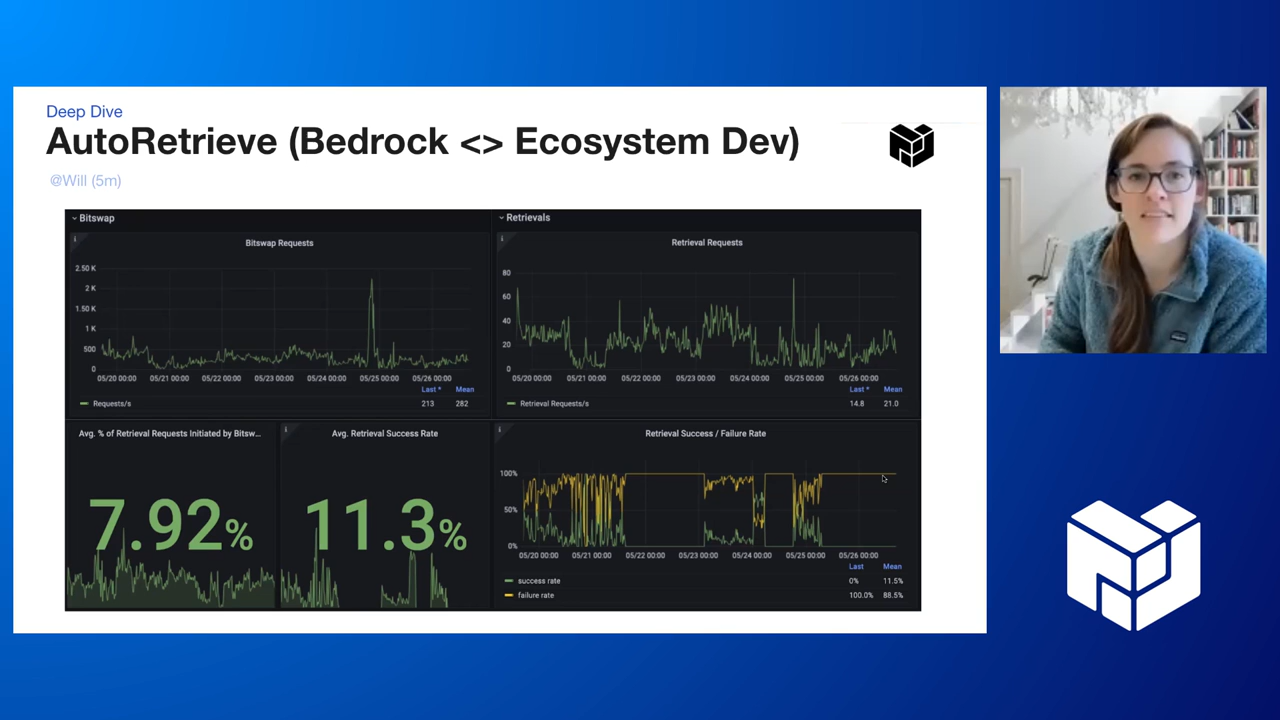 Deep Dive
AutoRetrieve (Bedrock <> Ecosystem Dev)
@Will (5m)
Bitswap
Bitswap Requests
2.50 K
2 K
1.50 K
1 K
500
0
05/20 00:00 05/21 00:00 05/22 00:00 05/23 00:00 05/24 00:00 05/25 00:00 05/26 00:00
Last * Mean
Requests/s 213 282
Retrievals
Retrieval Requests
80
60
40
20
0
05/20 00:00 05/21 00:00 05/22 00:00 05/23 00:00 05/24 00:00 05/25 00:00 05/26 00:00
Last * Mean
Retrieval Requests/s 14.8 21.0
Avg. % of Retrieval Requests Initiated by Bitsw...
7.92%
Avg. Retrieval Success Rate
11.3%
Retrieval Success / Failure Rate
100%
50%
0%
05/20 00:00 05/21 00:00 05/22 00:00 05/23 00:00 05/24 00:00 05/25 00:00 05/26 00:00
Last Mean
success rate 0% 11.5%
failure rate 100.0% 88.5%